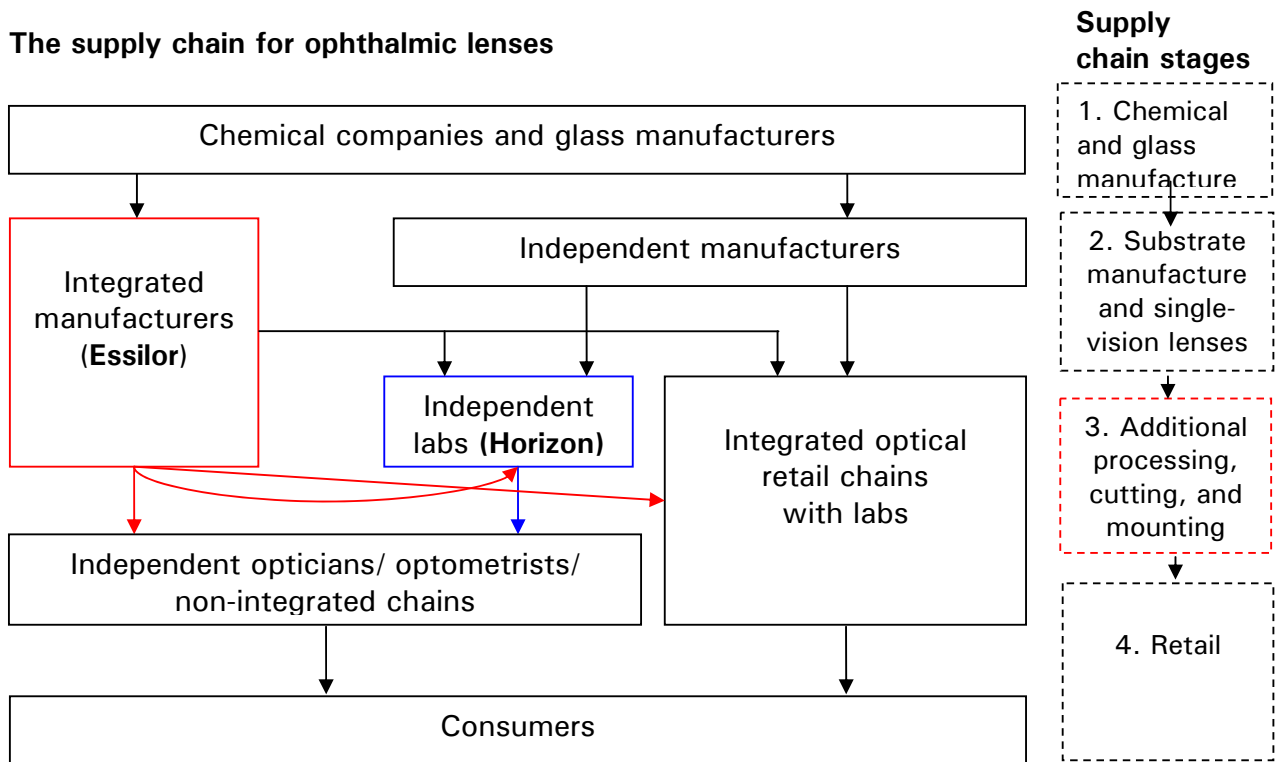 The supply chain for ophthalmic lenses
Supply
chain stages
Chemical companies and glass manufacturers
Integrated
manufacturers
(Essilor)
Independent manufacturers
Independent
labs (Horizon)
Integrated optical
retail chains
with labs
Independent opticians/ optometrists/
non-integrated chains
Consumers
1. Chemical
and glass
manufacture
2. Substrate
manufacture
and single-
vision lenses
3. Additional
processing,
cutting, and
mounting
4. Retail